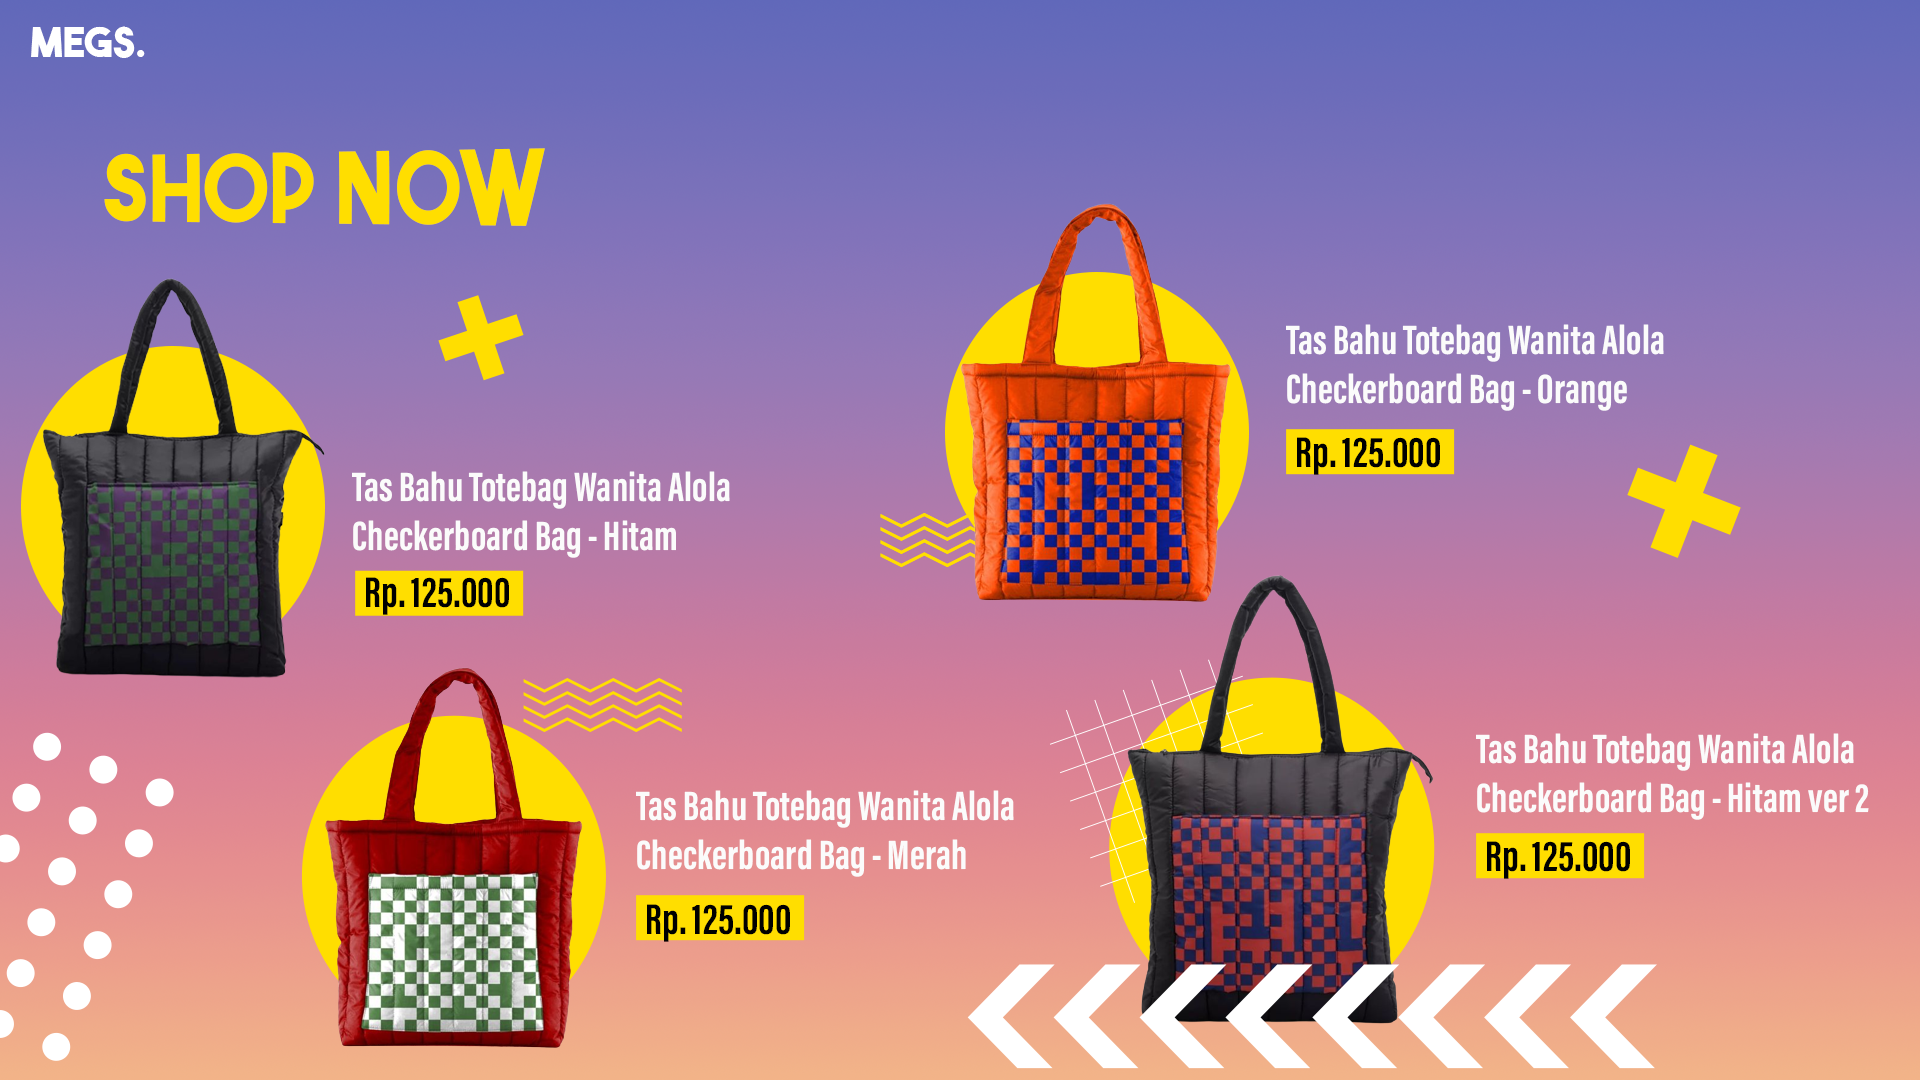 MEGS.
SHOP NOW
Tas Bahu Totebag Wanita Alola
Checkerboard Bag - Hitam
Rp. 125.000
Tas Bahu Totebag Wanita Alola
Checkerboard Bag - Merah
Rp. 125.000
Tas Bahu Totebag Wanita Alola
Checkerboard Bag - Orange
Rp. 125.000
Tas Bahu Totebag Wanita Alola
Checkerboard Bag - Hitam ver 2
Rp. 125.000